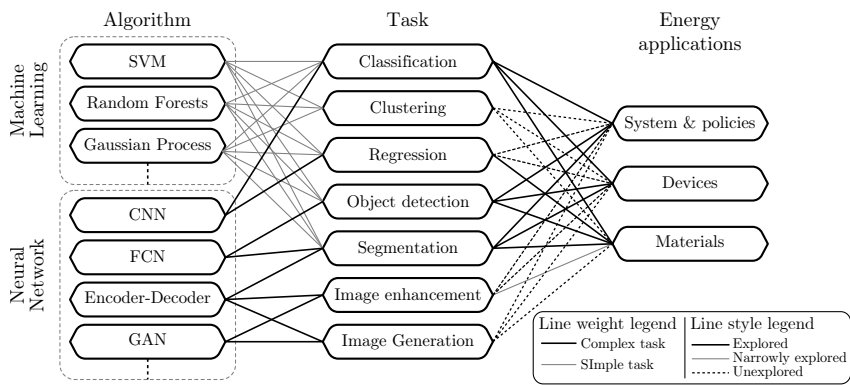 Algorithm
Task
Energy
applications
Machine
Learning
SVM
Random Forests
Gaussian Process
Neural
Network
CNN
FCN
Encoder-Decoder
GAN
Classification
Clustering
Regression
Object detection
Segmentation
Image enhancement
Image Generation
System & policies
Devices
Materials
Line weight legend
Complex task
SImple task
Line style legend
Explored
Narrowly explored
Unexplored